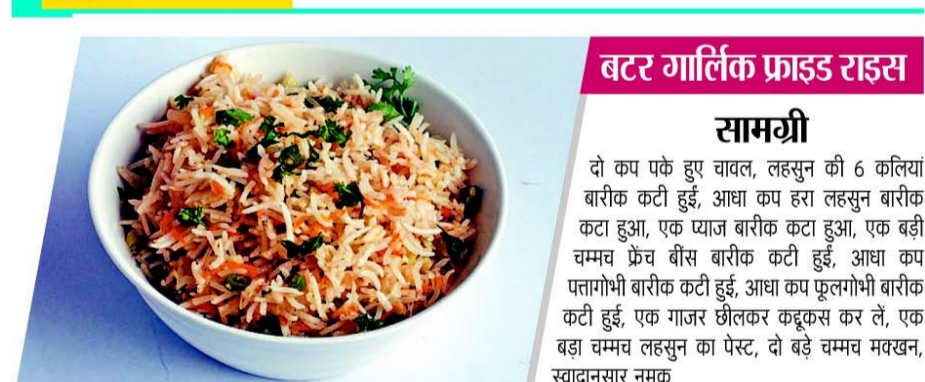 बटर गार्लिक फ्राइड राइस
सामग्री
दो कप पके हुए चावल, लहसुन की 6 कलियां
बारीक कटी हुईं, आधा कप हरा लहसुन बारीक
कटा हुआ, एक प्याज बारीक कटा हुआ, एक बड़ी
चम्मच फ्रेंच बींस बारीक कटी हुईं, आधा कप
पत्तागोभी बारीक कटी हुई, आधा कप फूलगोभी बारीक
कटी हुई, एक गाजर छीलकर कद्दूकस कर लें, एक
बड़ा चम्मच लहसुन का पेस्ट, दो बड़े चम्मच मक्खन,
स्वादानुसार नमक